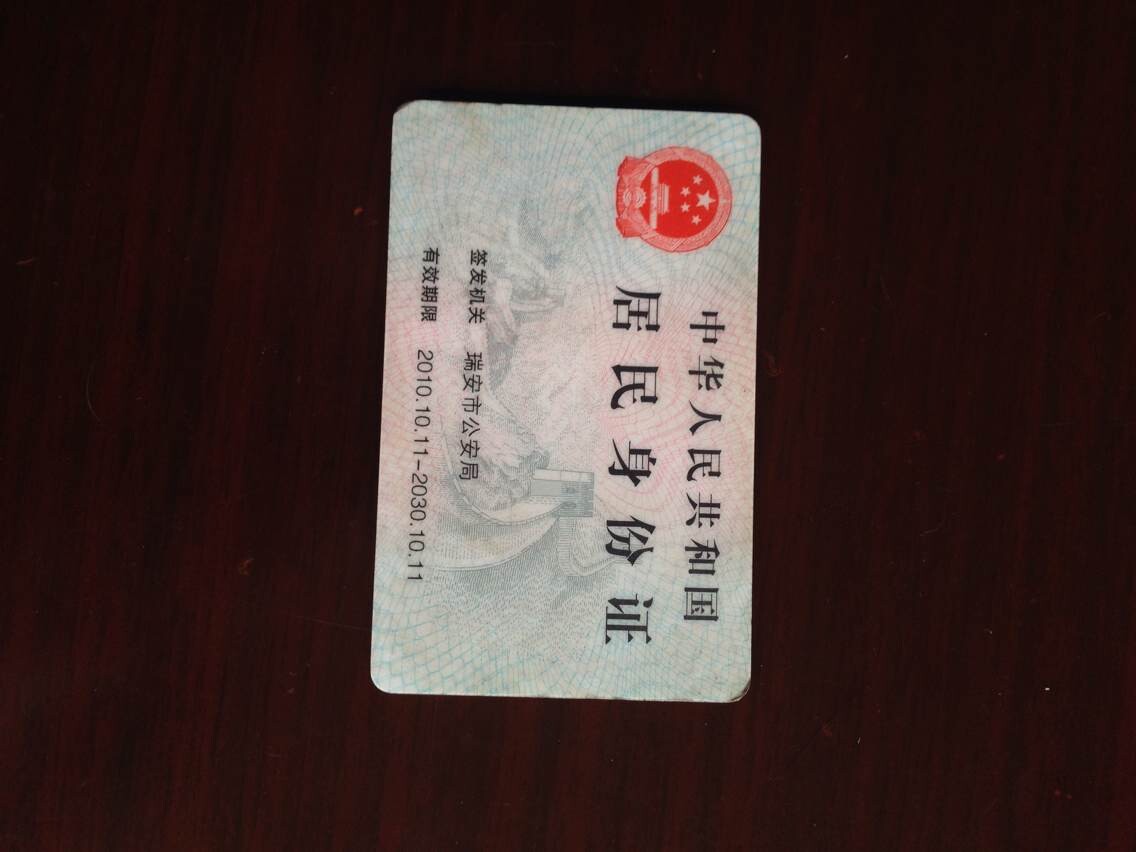 中华人民共和国
居民身份证
签发机关 瑞安市公安局
有效期限 2010.10.11-2030.10.11